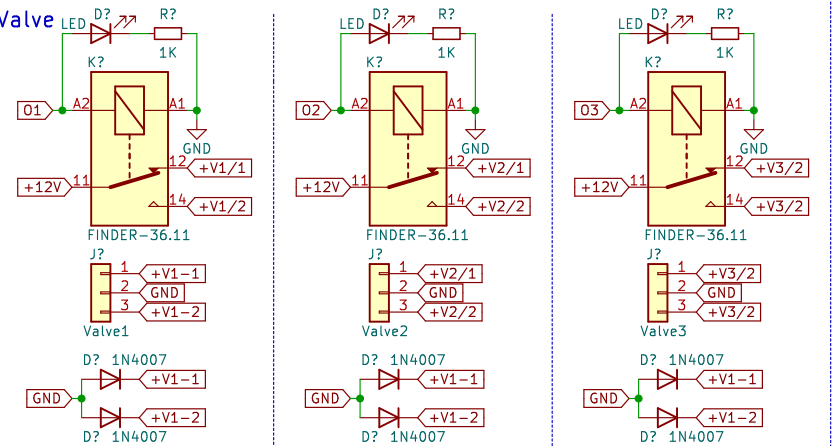 Valve
LED D? R?
1K
K?
O1 A2 A1
GND
12 +V1/1
+12V 11
14 +V1/2
FINDER-36.11
J?
1 +V1-1
2 GND
3 +V1-2
Valve1
D? 1N4007
+V1-1
GND
+V1-2
D? 1N4007
LED D? R?
1K
K?
O2 A2 A1
GND
12 +V2/1
+12V 11
14 +V2/2
FINDER-36.11
J?
1 +V2/1
2 GND
3 +V2/2
Valve2
D? 1N4007
+V1-1
GND
+V1-2
D? 1N4007
LED D? R?
1K
K?
O3 A2 A1
GND
12 +V3/2
+12V 11
14 +V3/2
FINDER-36.11
J?
1 +V3/2
2 GND
3 +V3/2
Valve3
D? 1N4007
+V1-1
GND
+V1-2
D? 1N4007